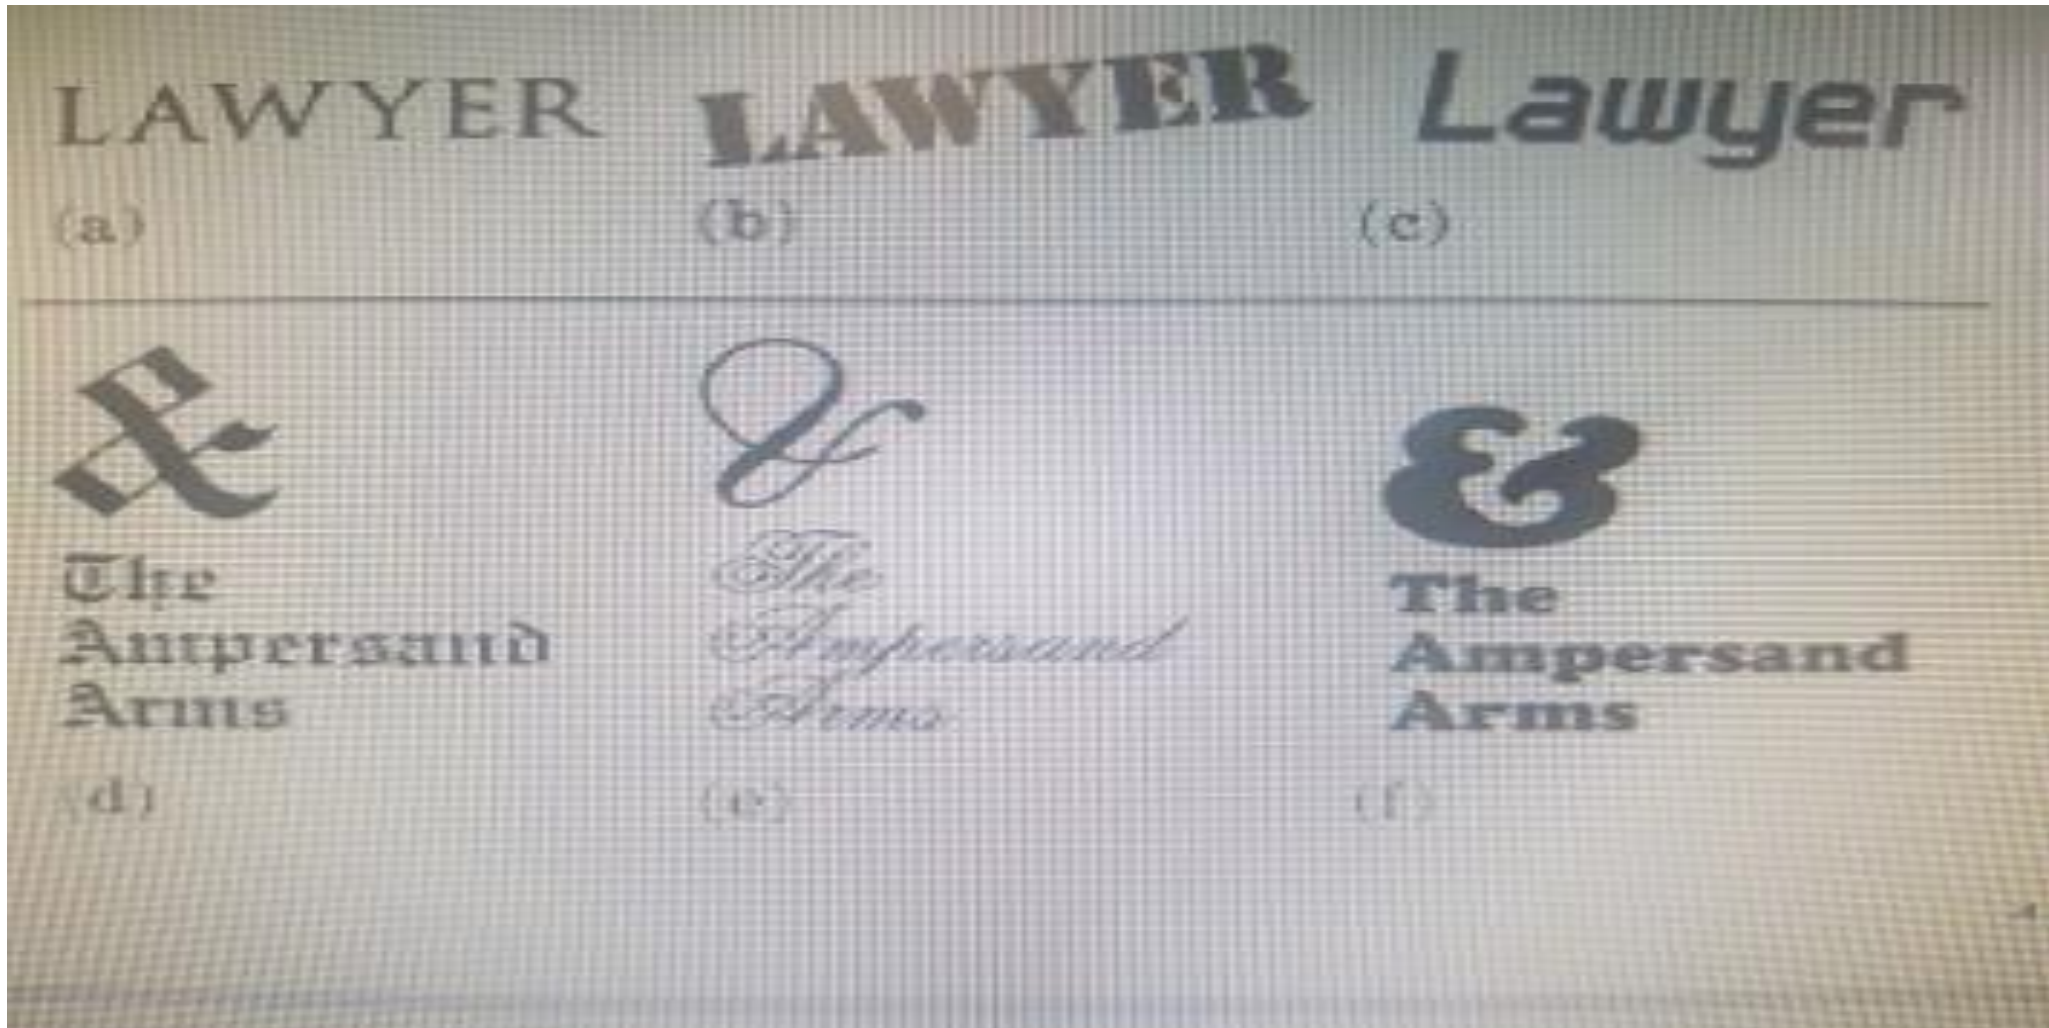 LAWYER LAWYER Lawyer
(a) (b) (c)
& & &
The
Ampersand
Arms
(d)
The
Ampersand
Arms
(e)
The
Ampersand
Arms
(f)